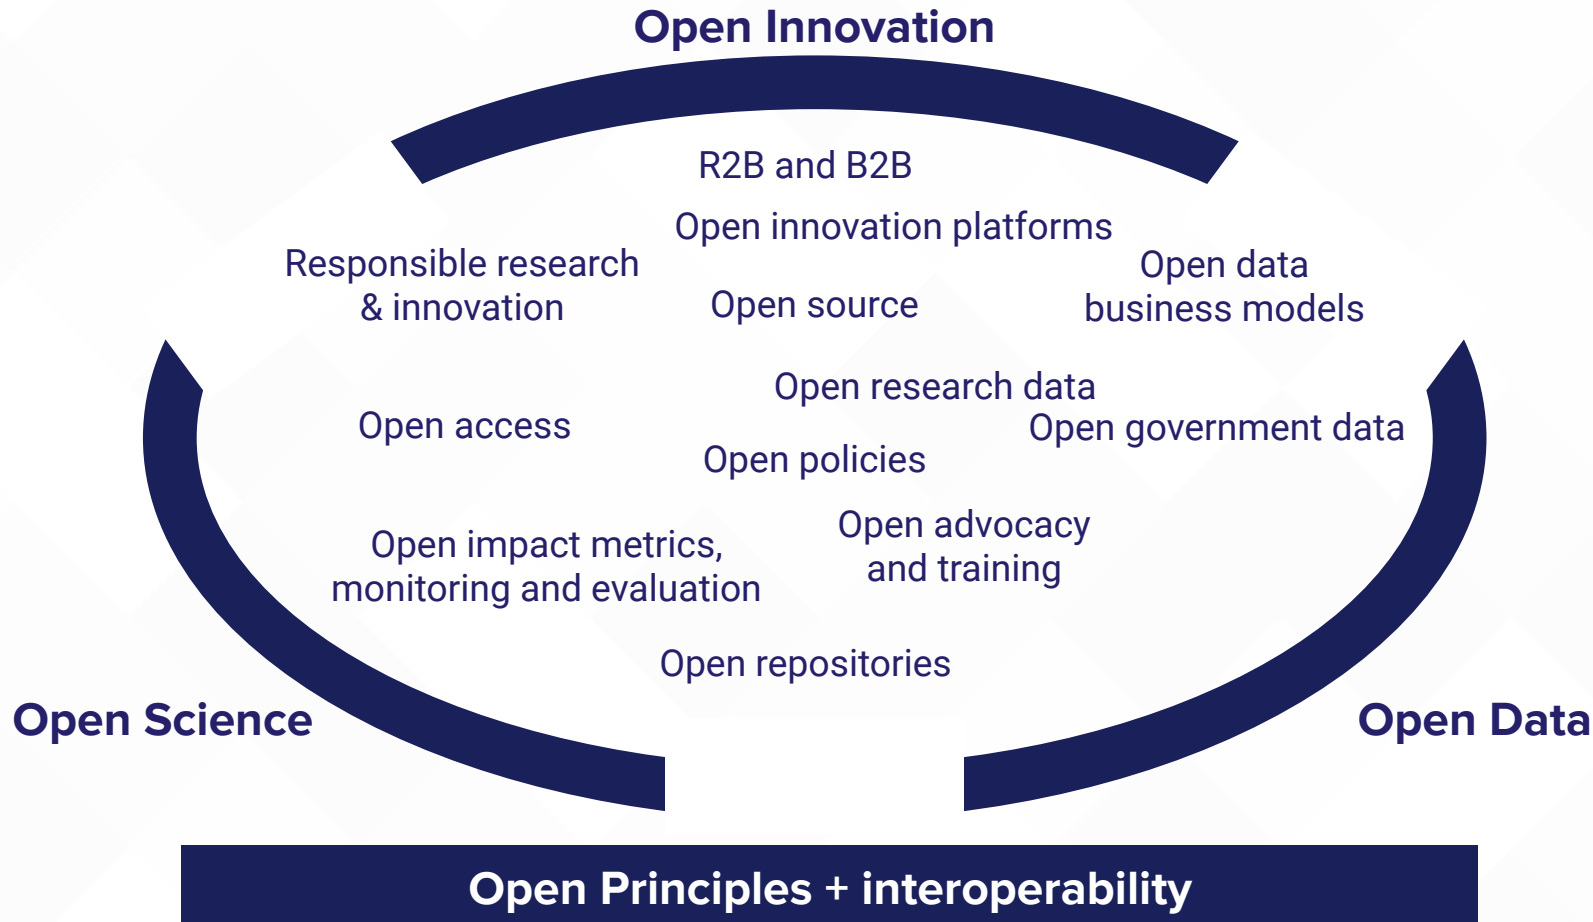 Open Innovation
R2B and B2B
Open innovation platforms
Responsible research
& innovation
Open source
Open data
business models
Open research data
Open access
Open government data
Open policies
Open impact metrics,
monitoring and evaluation
Open advocacy
and training
Open repositories
Open Science
Open Data
Open Principles + interoperability